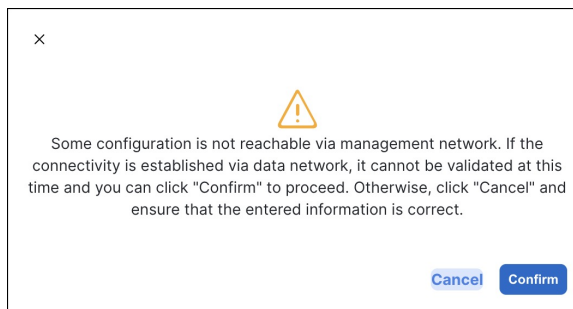 Some configuration is not reachable via management network. If the
connectivity is established via data network, it cannot be validated at this
time and you can click "Confirm" to proceed. Otherwise, click "Cancel" and
ensure that the entered information is correct.
Cancel Confirm